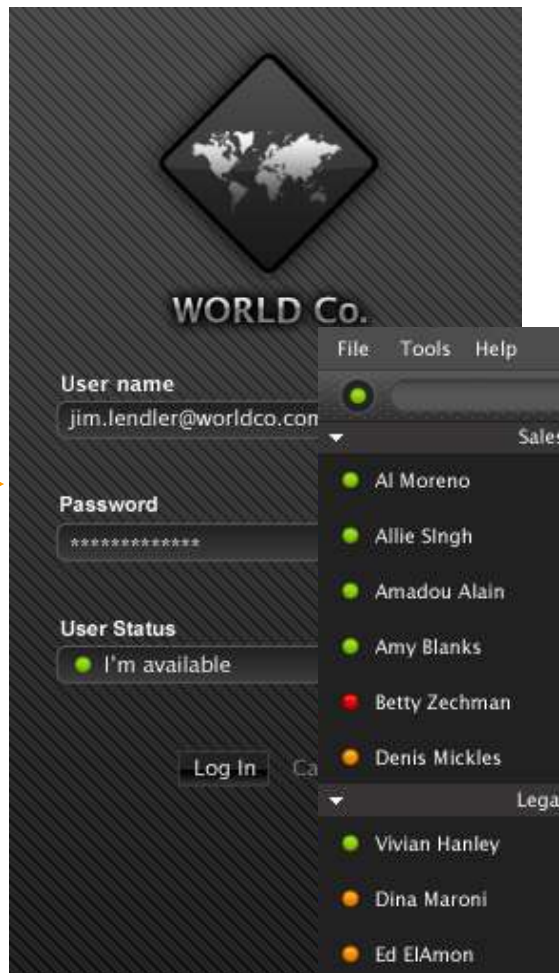 WORLD Co.
User name
jim.lendler@worldco.com
Password
*************
User Status
I'm available
Log In
File Tools Help
Sales
Al Moreno
Allie SIngh
Amadou Alain
Amy Blanks
Betty Zechman
Denis Mickles
Vivian Hanley
Dina Maroni
Ed ElAmon